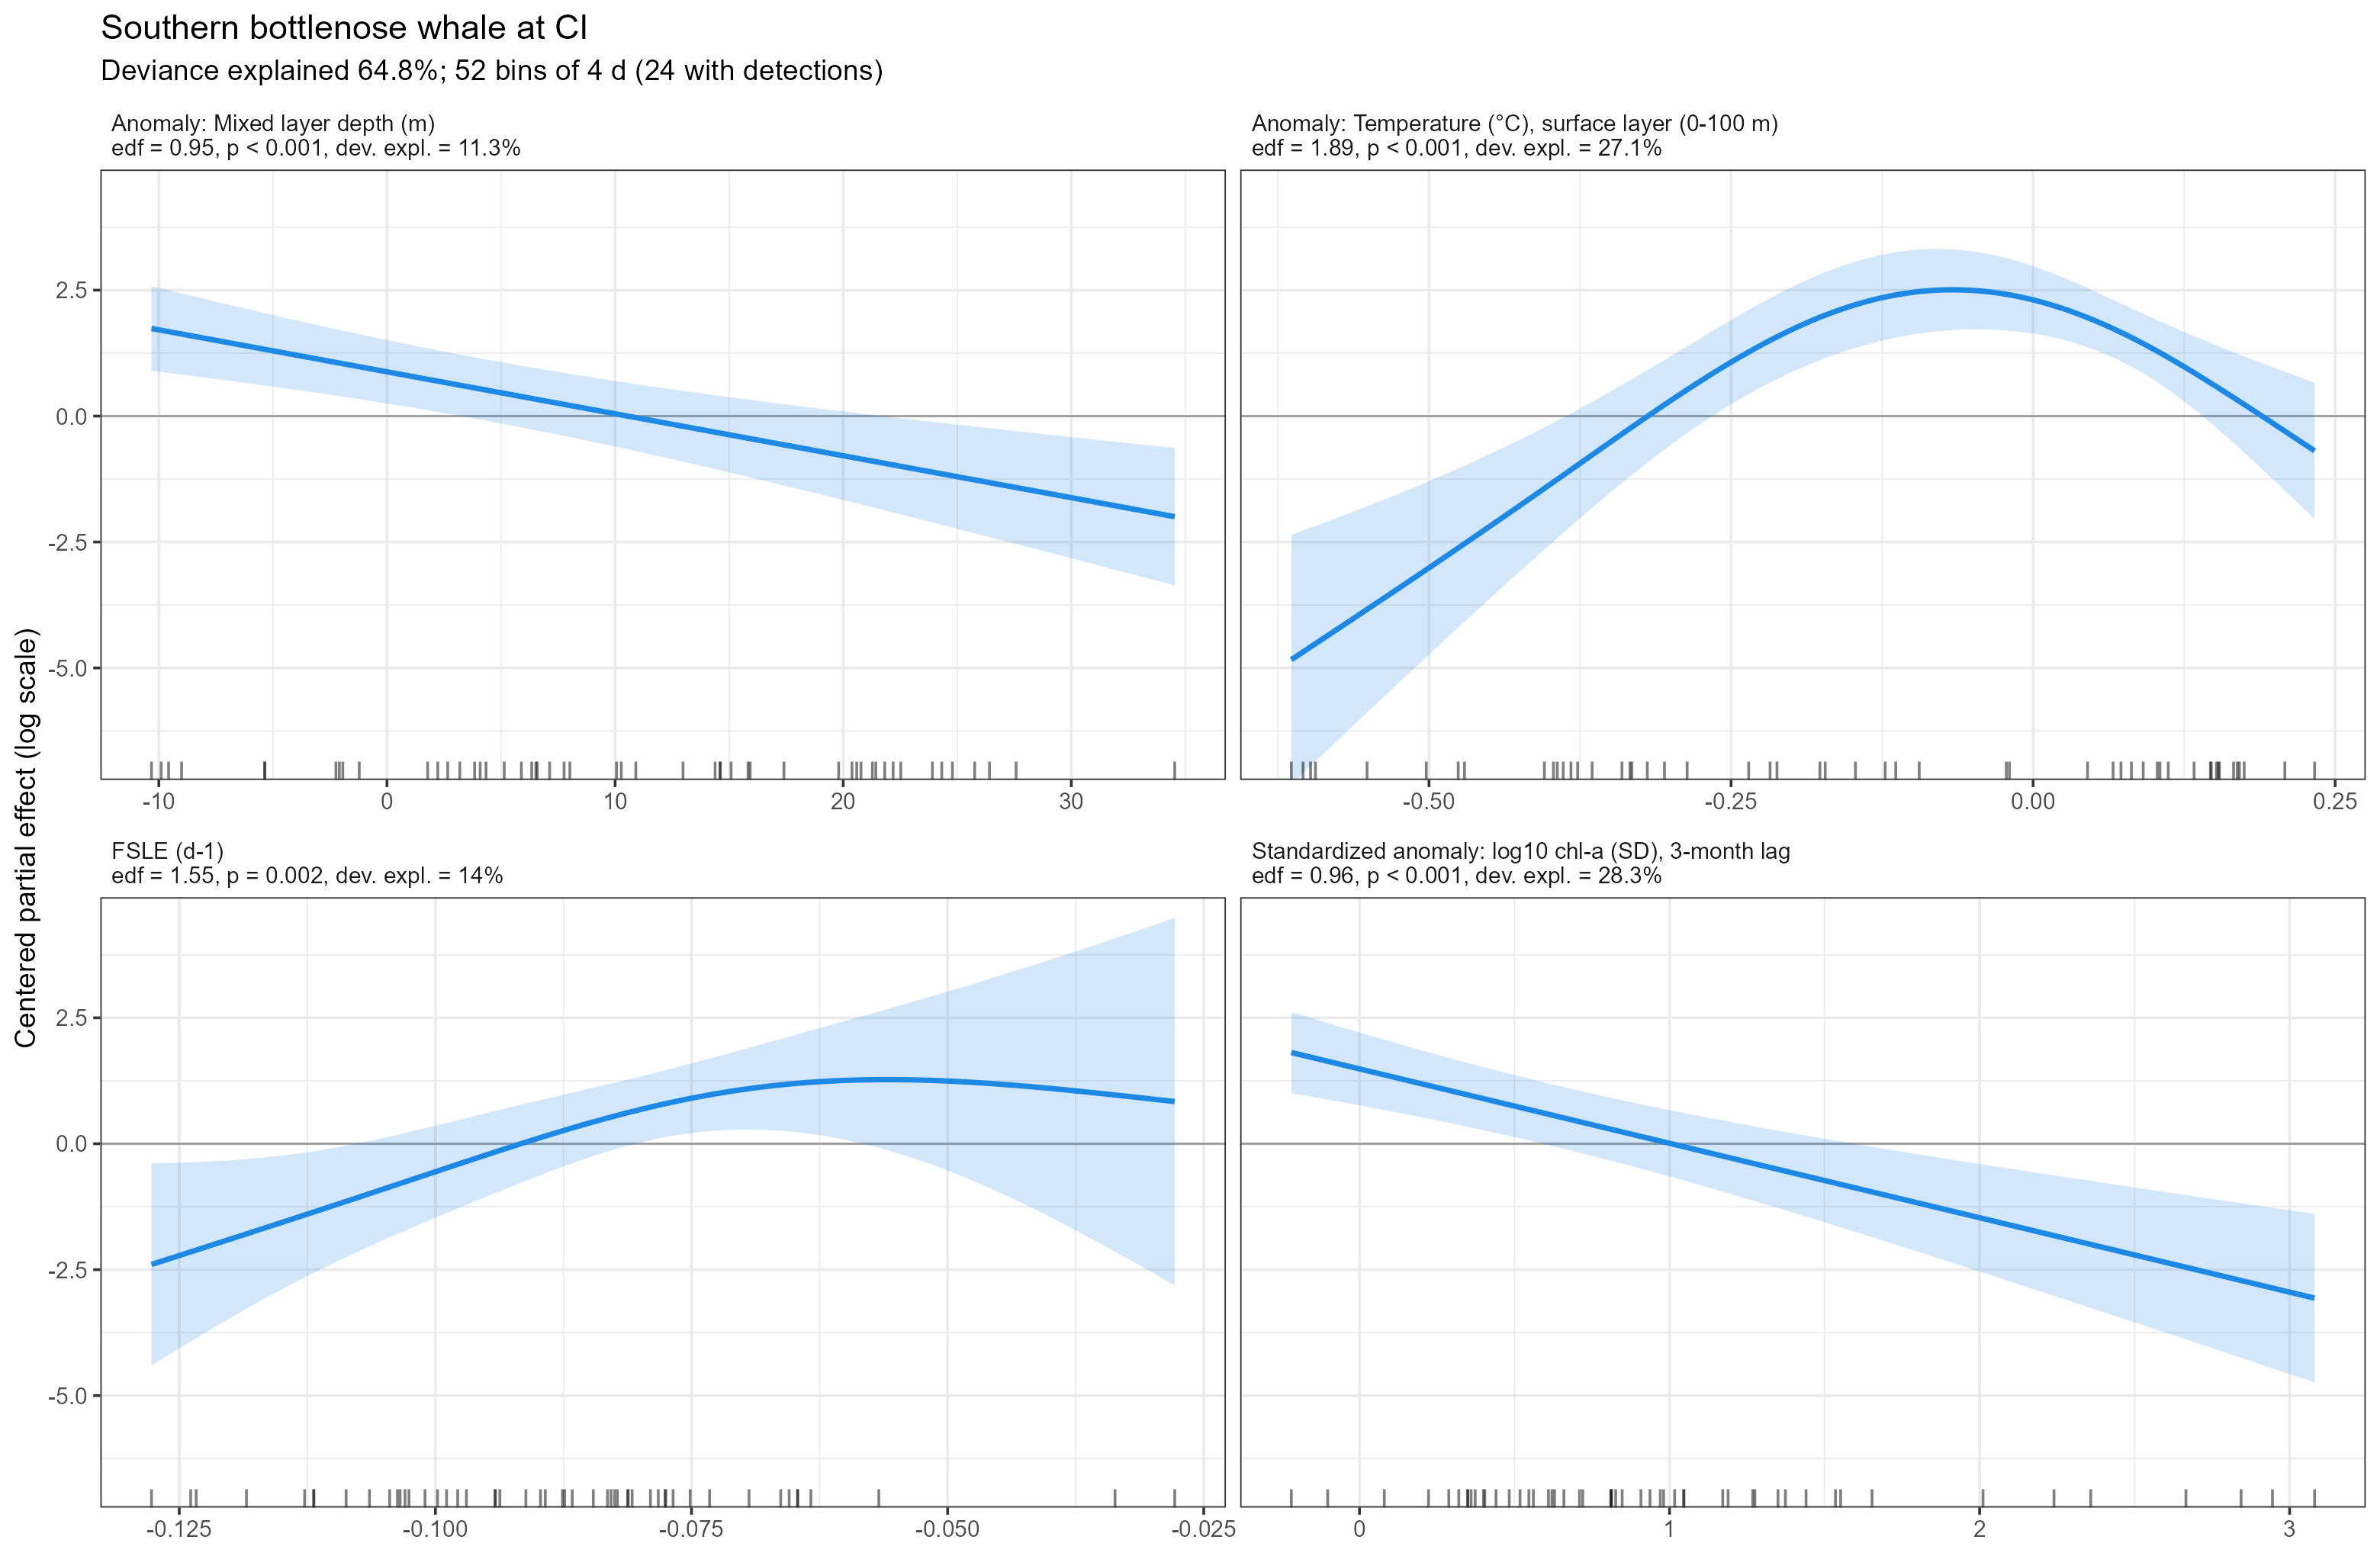 Southern bottlenose whale at CI
Deviance explained 64.8%; 52 bins of 4 d (24 with detections)
Centered partial effect (log scale)
Anomaly: Mixed layer depth (m)
edf = 0.95, p < 0.001, dev. expl. = 11.3%
2.5
0.0
-2.5
-5.0
-10 0 10 20 30
Anomaly: Temperature (°C), surface layer (0-100 m)
edf = 1.89, p < 0.001, dev. expl. = 27.1%
-0.50 -0.25 0.00 0.25
FSLE (d-1)
edf = 1.55, p = 0.002, dev. expl. = 14%
2.5
0.0
-2.5
-5.0
-0.125 -0.100 -0.075 -0.050 -0.025
Standardized anomaly: log10 chl-a (SD), 3-month lag
edf = 0.96, p < 0.001, dev. expl. = 28.3%
0 1 2 3